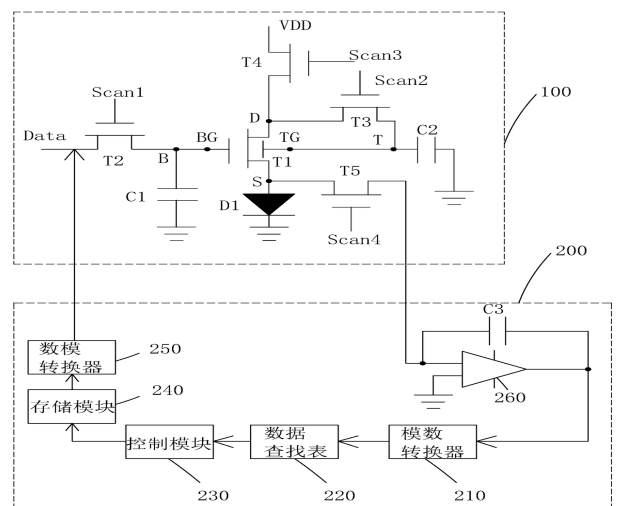 VDD
T4
Scan3
Scan2
100
Scan1
D
T3
Data
BG
TG
T
C2
T2
B
T1
T5
C1
S
D1
Scan4
200
C3
数模
转换器
250
240
存储模块
260
控制模块
数据
查找表
模数
转换器
230
220
210